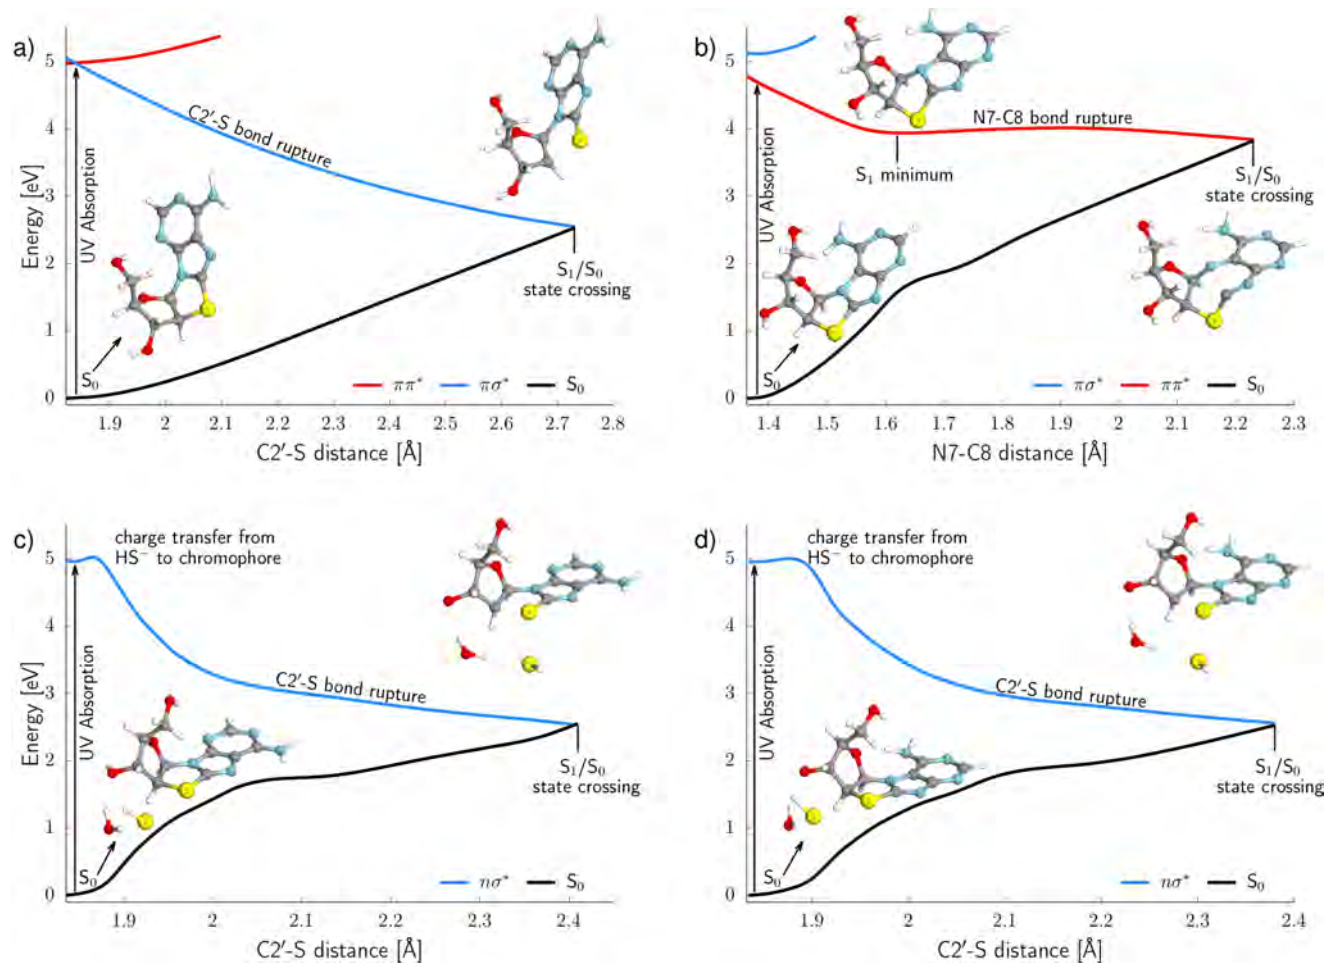 a)
5
4
3
2
1
0
Energy [eV]
UV Absorption
C2′-S bond rupture
S₁/S₀
state crossing
S₀
ππ*
πσ*
S₀
1.9
2
2.1
2.2
2.3
2.4
2.5
2.6
2.7
2.8
C2′-S distance [Å]
b)
5
4
3
2
1
0
UV Absorption
N7-C8 bond rupture
S₁ minimum
S₁/S₀
state crossing
S₀
πσ*
ππ*
S₀
1.4
1.5
1.6
1.7
1.8
1.9
2
2.1
2.2
2.3
N7-C8 distance [Å]
c)
charge transfer from
HS⁻ to chromophore
5
4
3
2
1
0
Energy [eV]
UV Absorption
C2′-S bond rupture
S₁/S₀
state crossing
S₀
nσ*
S₀
1.9
2
2.1
2.2
2.3
2.4
C2′-S distance [Å]
d)
charge transfer from
HS⁻ to chromophore
5
4
3
2
1
0
UV Absorption
C2′-S bond rupture
S₁/S₀
state crossing
S₀
nσ*
S₀
1.9
2
2.1
2.2
2.3
2.4
C2′-S distance [Å]